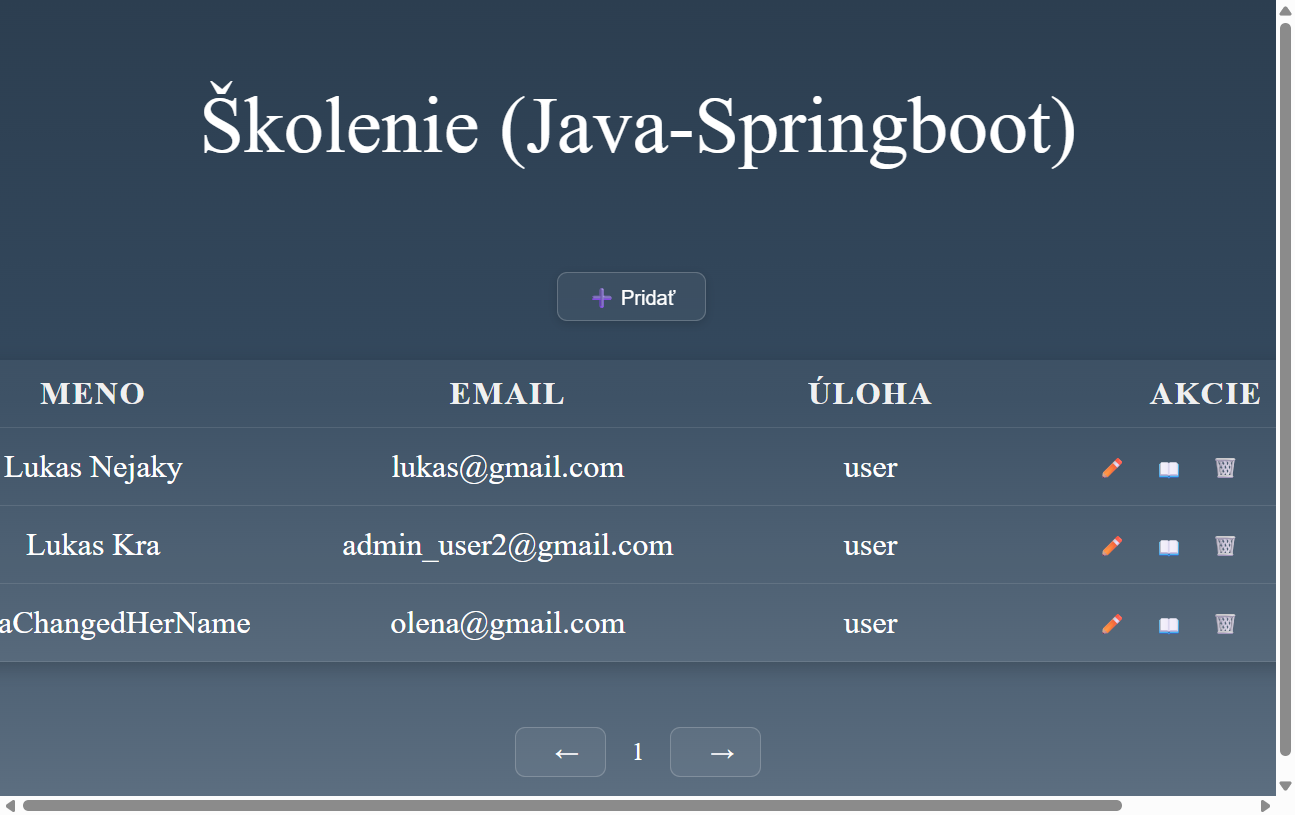 Školenie (Java-Springboot)
➕ Pridať
MENO EMAIL ÚLOHA AKCIE
Lukas Nejaky lukas@gmail.com user
Lukas Kra admin_user2@gmail.com user
aChangedHerName olena@gmail.com user
← 1 →